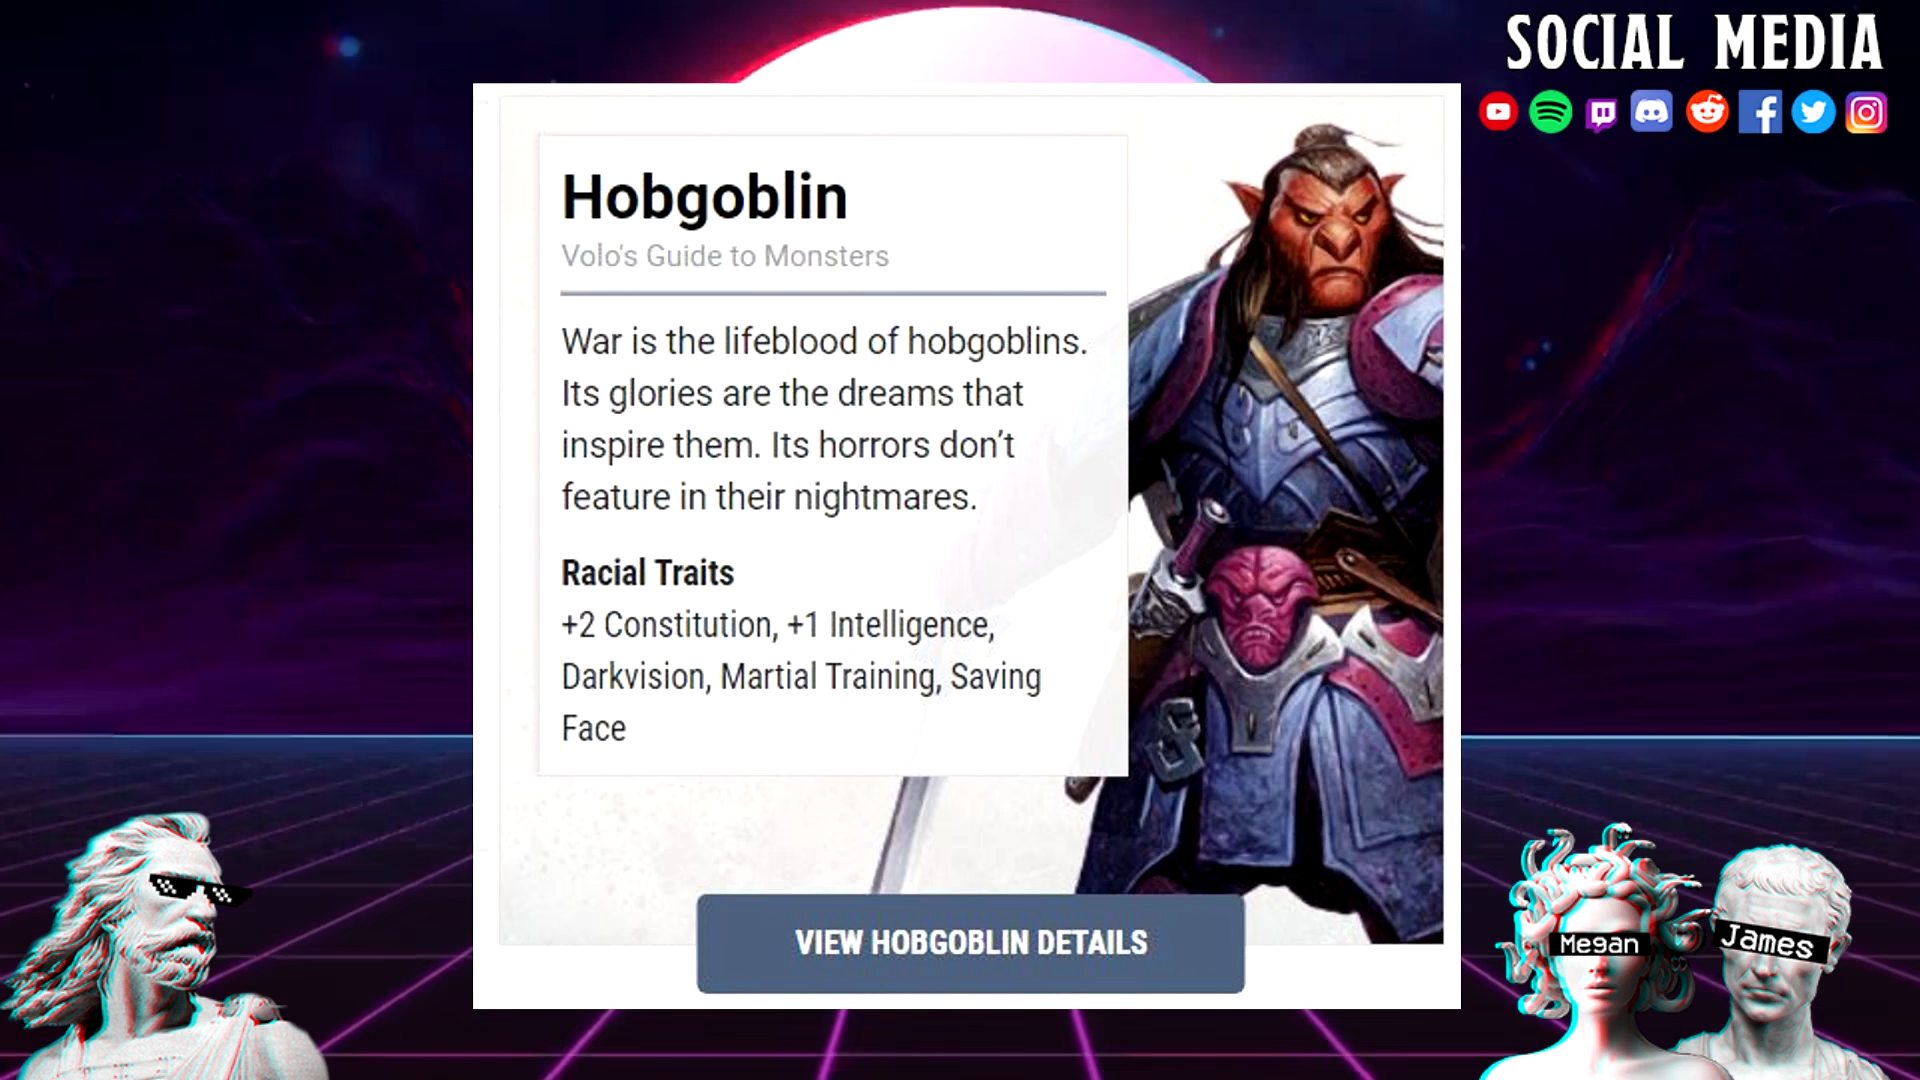 SOCIAL MEDIA
Hobgoblin
Volo's Guide to Monsters
War is the lifeblood of hobgoblins.
Its glories are the dreams that
inspire them. Its horrors don’t
feature in their nightmares.
Racial Traits
+2 Constitution, +1 Intelligence,
Darkvision, Martial Training, Saving
Face
VIEW HOBGOBLIN DETAILS
Megan
James